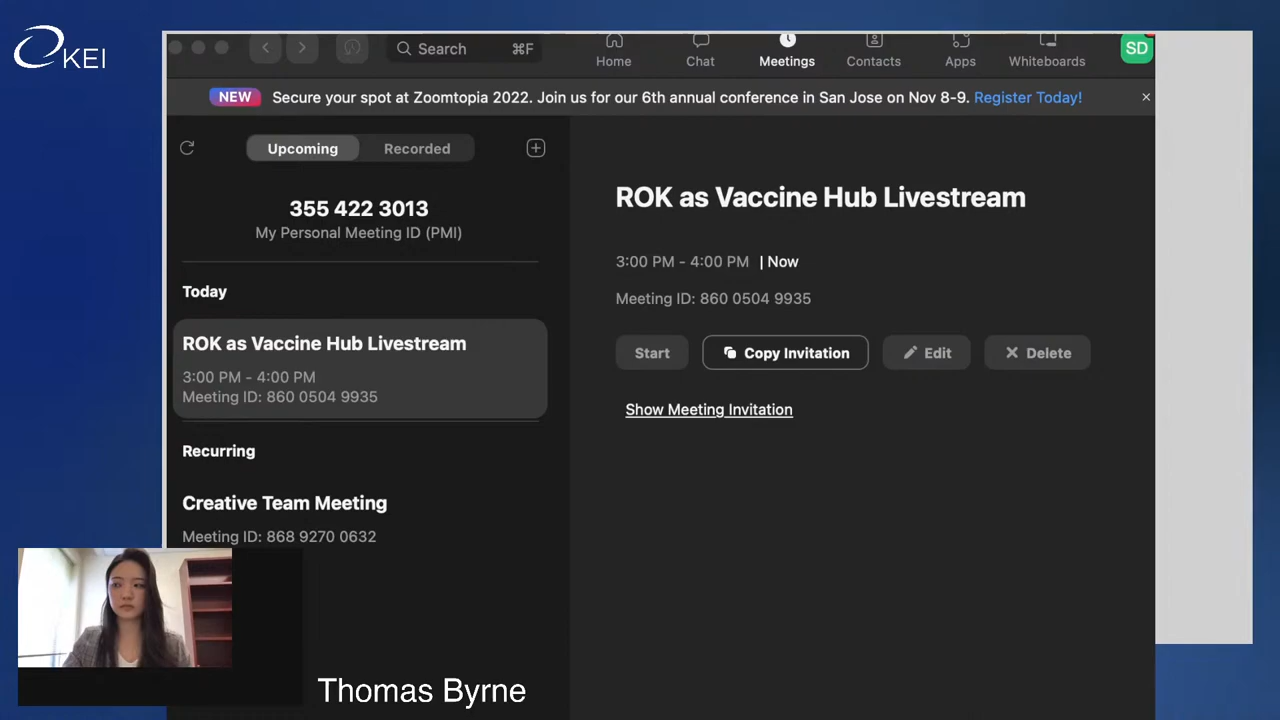 KEI
Search ⌘F
Home
Chat
Meetings
Contacts
Apps
Whiteboards
SD
NEW Secure your spot at Zoomtopia 2022. Join us for our 6th annual conference in San Jose on Nov 8-9. Register Today!
Upcoming Recorded
355 422 3013
My Personal Meeting ID (PMI)
Today
ROK as Vaccine Hub Livestream
3:00 PM - 4:00 PM
Meeting ID: 860 0504 9935
Recurring
Creative Team Meeting
Meeting ID: 868 9270 0632
ROK as Vaccine Hub Livestream
3:00 PM - 4:00 PM | Now
Meeting ID: 860 0504 9935
Start Copy Invitation Edit Delete
Show Meeting Invitation
Thomas Byrne